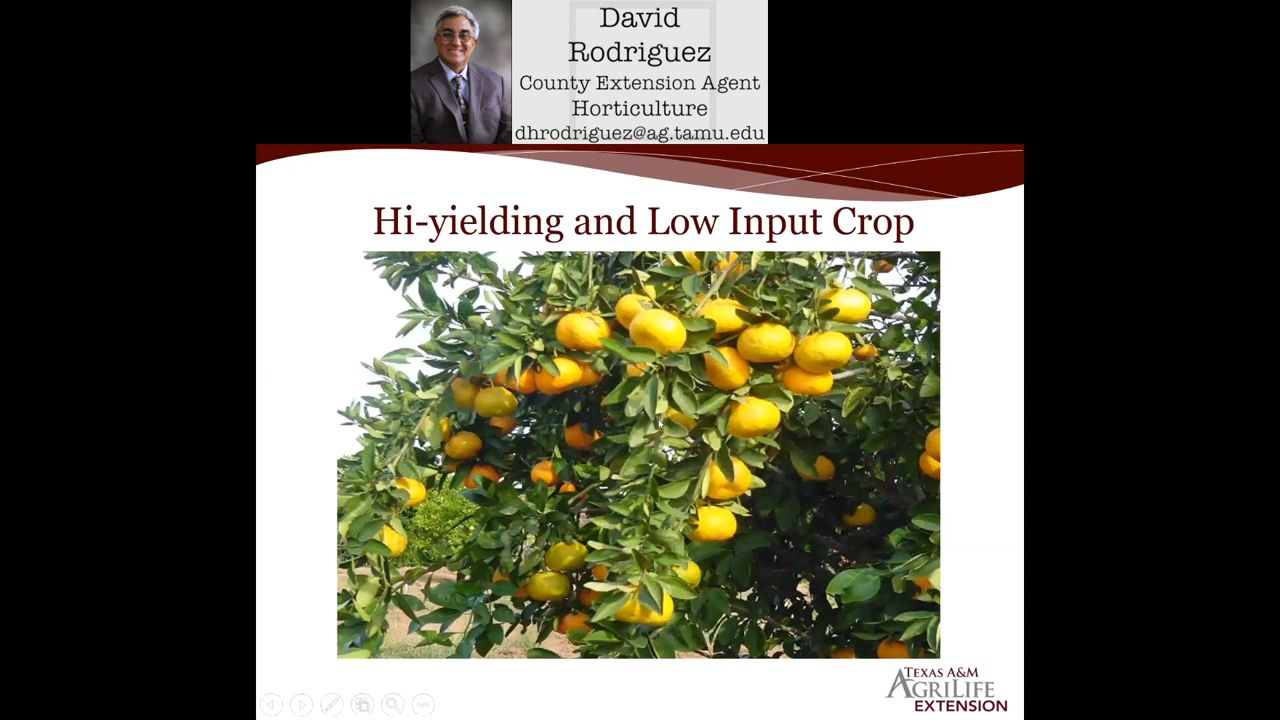 David
Rodriguez
County Extension Agent
Horticulture
dhrodriguez@ag.tamu.edu
Hi-yielding and Low Input Crop
TEXAS A&M
AGRILIFE
EXTENSION